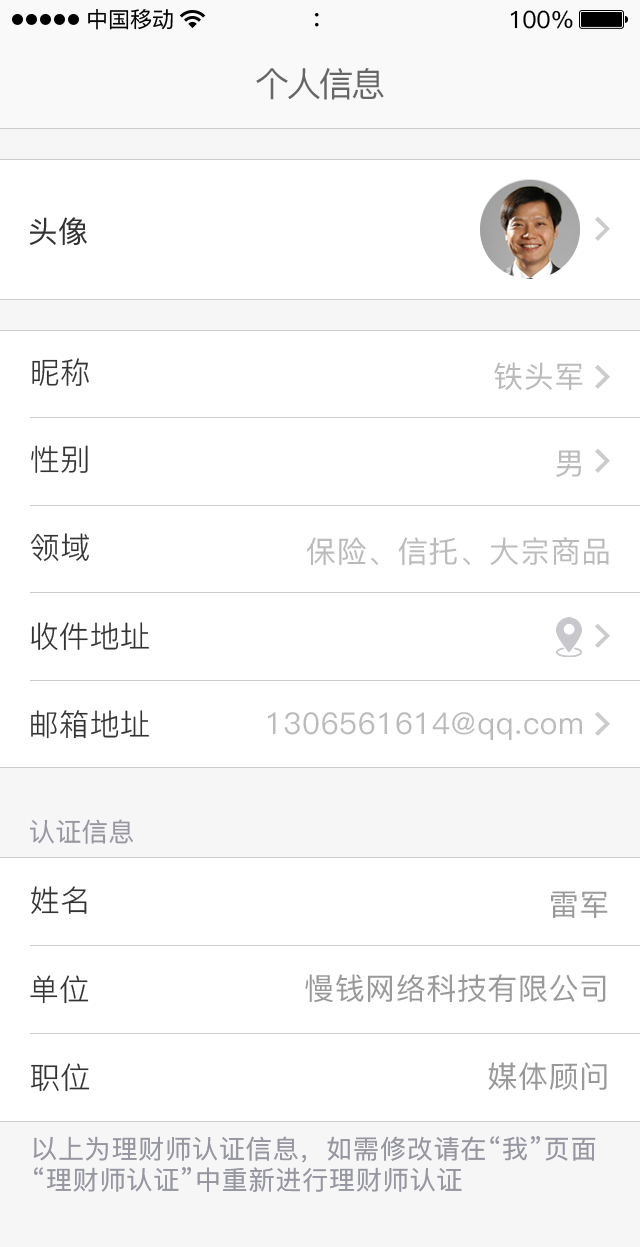 中国移动 : 100%
个人信息
头像
昵称 铁头军
性别 男
领域 保险、信托、大宗商品
收件地址
邮箱地址 1306561614@qq.com
认证信息
姓名 雷军
单位 慢钱网络科技有限公司
职位 媒体顾问
以上为理财师认证信息，如需修改请在“我”页面
“理财师认证”中重新进行理财师认证